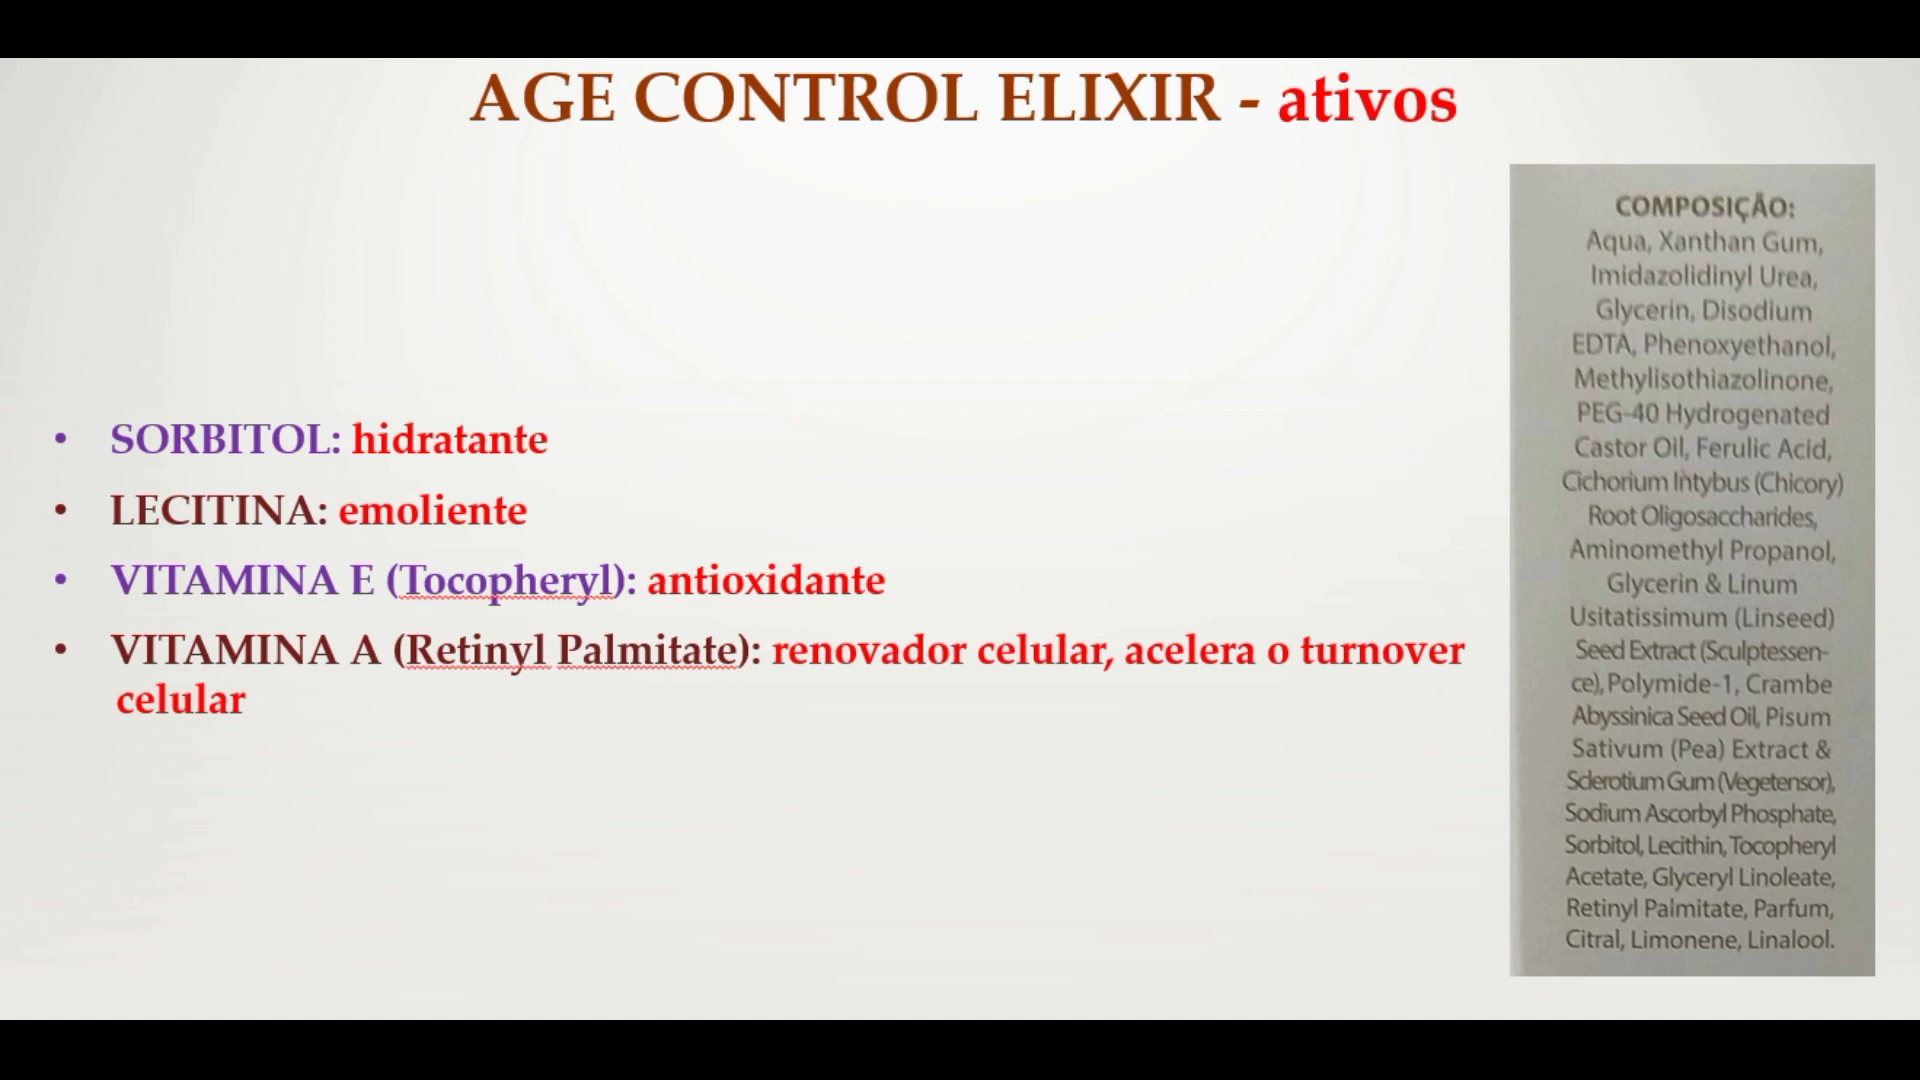 AGE CONTROL ELIXIR - ativos
• SORBITOL: hidratante
• LECITINA: emoliente
• VITAMINA E (Tocopheryl): antioxidante
• VITAMINA A (Retinyl Palmitate): renovador celular, acelera o turnover
celular
COMPOSIÇÃO:
Aqua, Xanthan Gum,
Imidazolidinyl Urea,
Glycerin, Disodium
EDTA, Phenoxyethanol,
Methylisothiazolinone,
PEG-40 Hydrogenated
Castor Oil, Ferulic Acid,
Cichorium Intybus (Chicory)
Root Oligosaccharides,
Aminomethyl Propanol,
Glycerin & Linum
Usitatissimum (Linseed)
Seed Extract (Sculptessen-
ce), Polymide-1, Crambe
Abyssinica Seed Oil, Pisum
Sativum (Pea) Extract &
Sclerotium Gum (Vegetensor),
Sodium Ascorbyl Phosphate,
Sorbitol, Lecithin, Tocopheryl
Acetate, Glyceryl Linoleate,
Retinyl Palmitate, Parfum,
Citral, Limonene, Linalool.